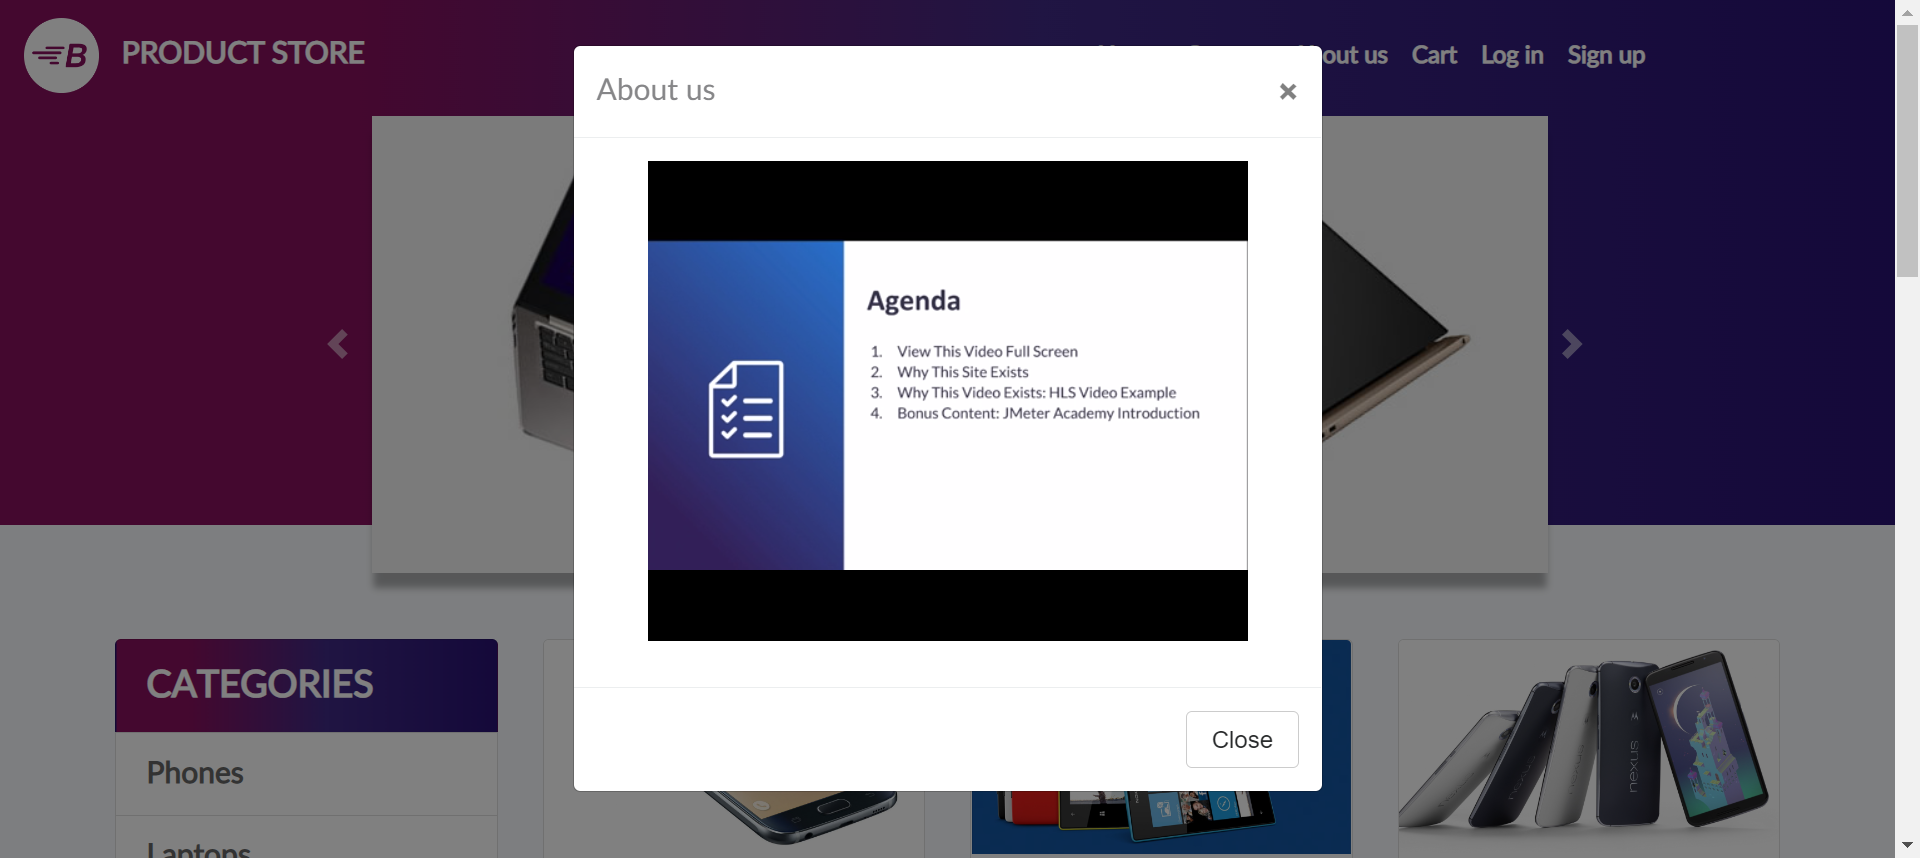 B PRODUCT STORE
out us Cart Log in Sign up
About us
×
Agenda
1. View This Video Full Screen
2. Why This Site Exists
3. Why This Video Exists: HLS Video Example
4. Bonus Content: JMeter Academy Introduction
Close
CATEGORIES
Phones
Laptops
nexus